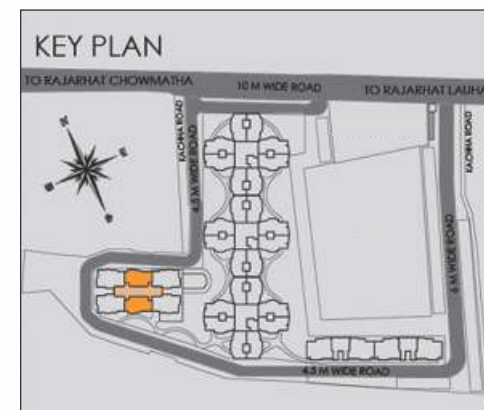 KEY PLAN
TO RAJARHAT CHOWMATHA
10 M WIDE ROAD
TO RAJARHAT LAUHA
KACHHA ROAD
4.5 M WIDE ROAD
KACHHA ROAD
6 M WIDE ROAD
4.5 M WIDE ROAD